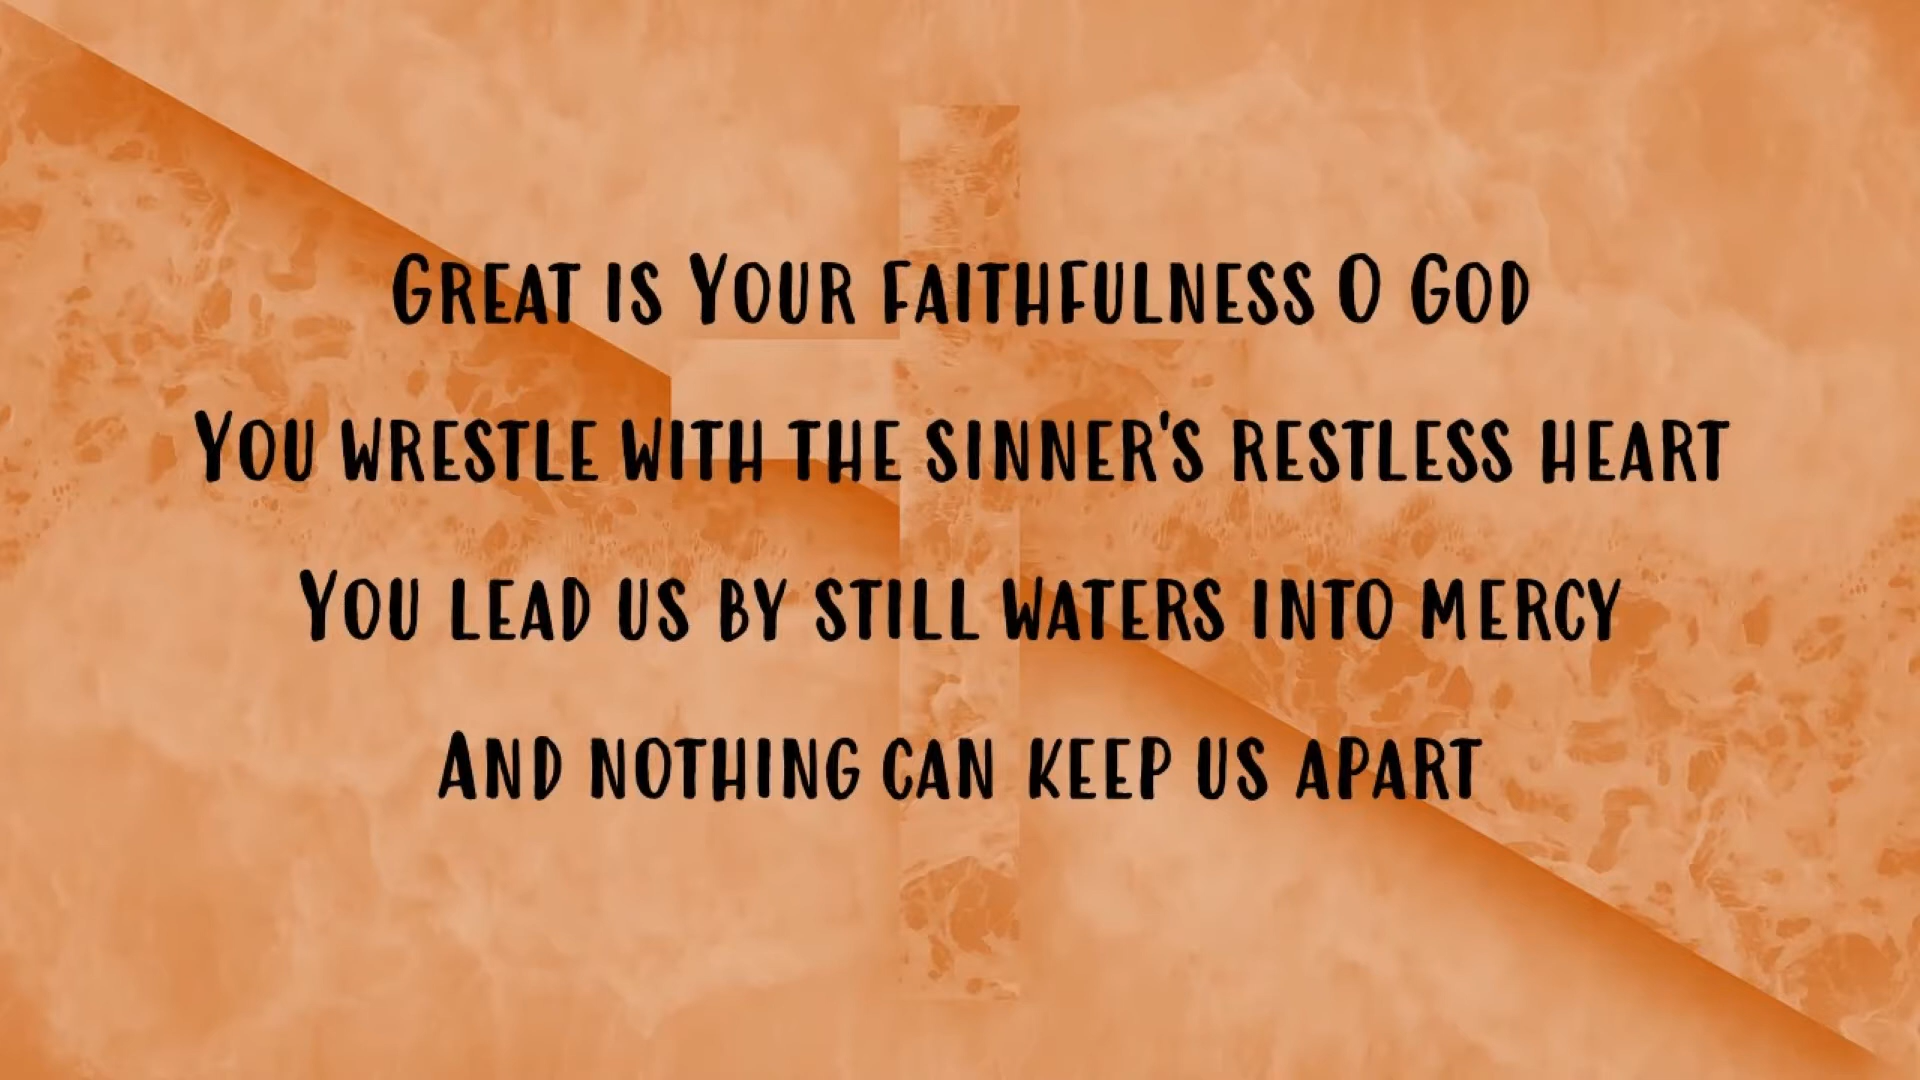 Great is Your faithfulness O God
You wrestle with the sinner's restless heart
You lead us by still waters into mercy
And nothing can keep us apart